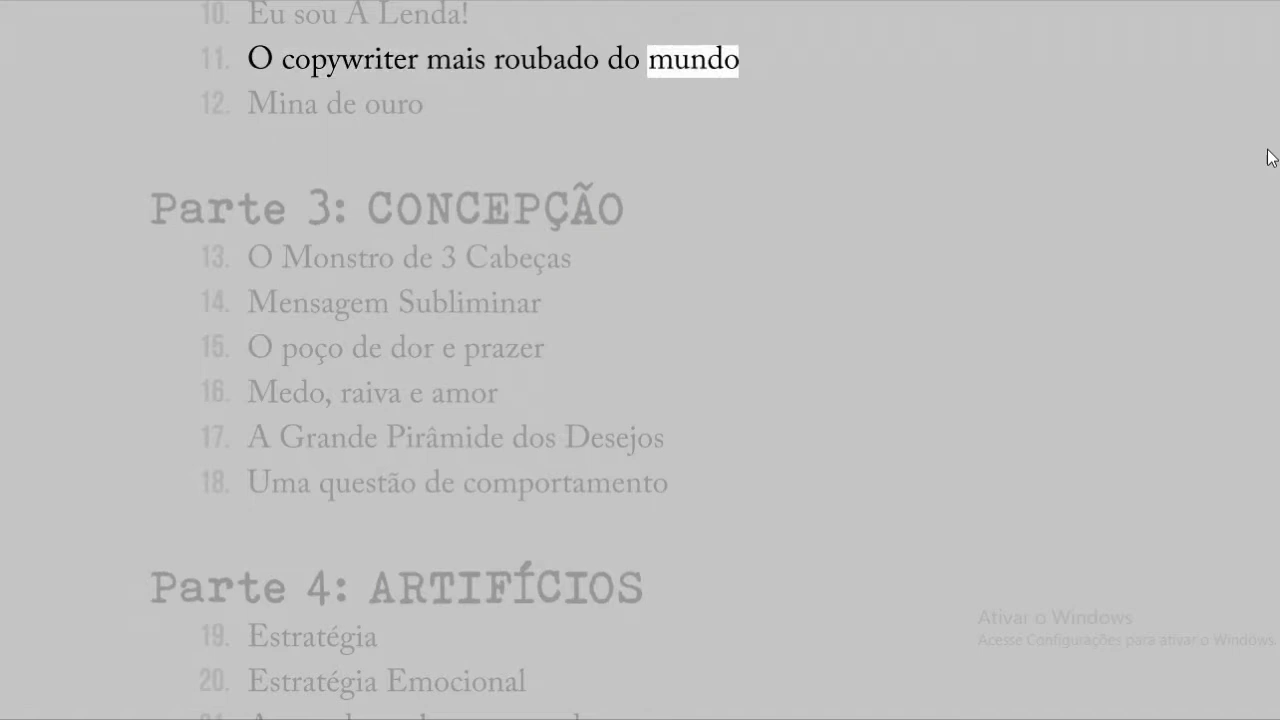 10. Eu sou A Lenda!
11. O copywriter mais roubado do mundo
12. Mina de ouro
Parte 3: CONCEPÇÃO
13. O Monstro de 3 Cabeças
14. Mensagem Subliminar
15. O poço de dor e prazer
16. Medo, raiva e amor
17. A Grande Pirâmide dos Desejos
18. Uma questão de comportamento
Parte 4: ARTIFÍCIOS
19. Estratégia
20. Estratégia Emocional
Ativar o Windows
Acesse Configurações para ativar o Windows.